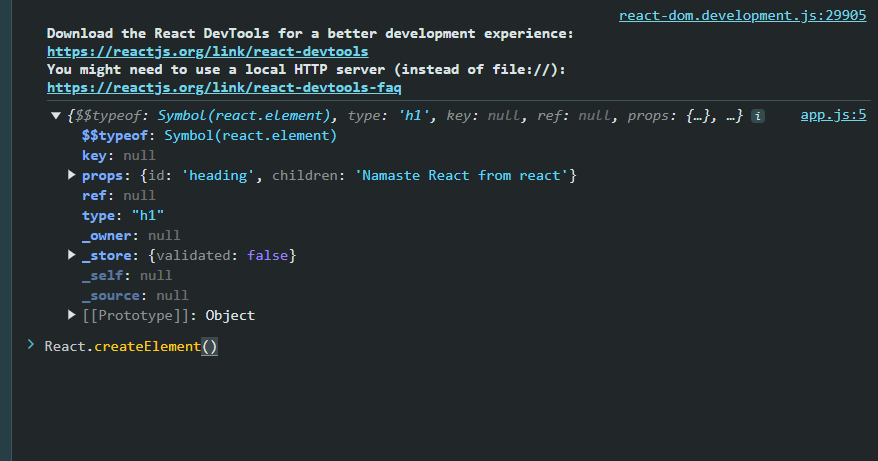 react-dom.development.js:29905
Download the React DevTools for a better development experience:
https://reactjs.org/link/react-devtools
You might need to use a local HTTP server (instead of file://):
https://reactjs.org/link/react-devtools-faq
{$$typeof: Symbol(react.element), type: 'h1', key: null, ref: null, props: {…}, …} i app.js:5
$$typeof: Symbol(react.element)
key: null
props: {id: 'heading', children: 'Namaste React from react'}
ref: null
type: "h1"
_owner: null
_store: {validated: false}
_self: null
_source: null
[[Prototype]]: Object
> React.createElement()